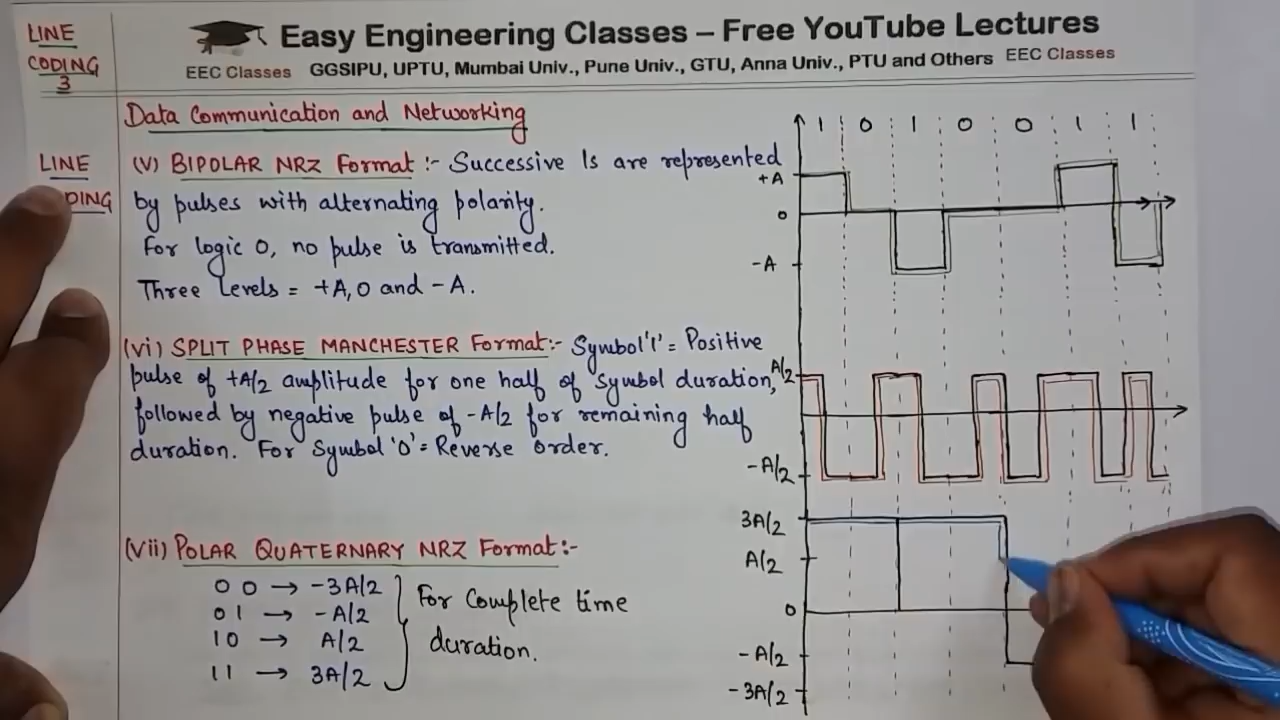 LINE
CODING
3
Easy Engineering Classes – Free YouTube Lectures
EEC Classes GGSIPU, UPTU, Mumbai Univ., Pune Univ., GTU, Anna Univ., PTU and Others EEC Classes
Data Communication and Networking
LINE
DING
(v) BIPOLAR NRZ Format :- Successive 1s are represented
by pulses with alternating polarity.
For logic 0, no pulse is transmitted.
Three Levels = +A, 0 and -A.
(vi) SPLIT PHASE MANCHESTER Format:- Symbol '1' = Positive
pulse of +A/2 amplitude for one half of symbol duration,
followed by negative pulse of -A/2 for remaining half
duration. For Symbol '0' = Reverse order.
(vii) POLAR QUATERNARY NRZ Format:-
0 0 → -3A/2
0 1 → -A/2
1 0 → A/2
1 1 → 3A/2
For Complete time
duration.
1 0 1 0 0 1 1
+A
0
-A
A/2
-A/2
3A/2
A/2
0
-A/2
-3A/2